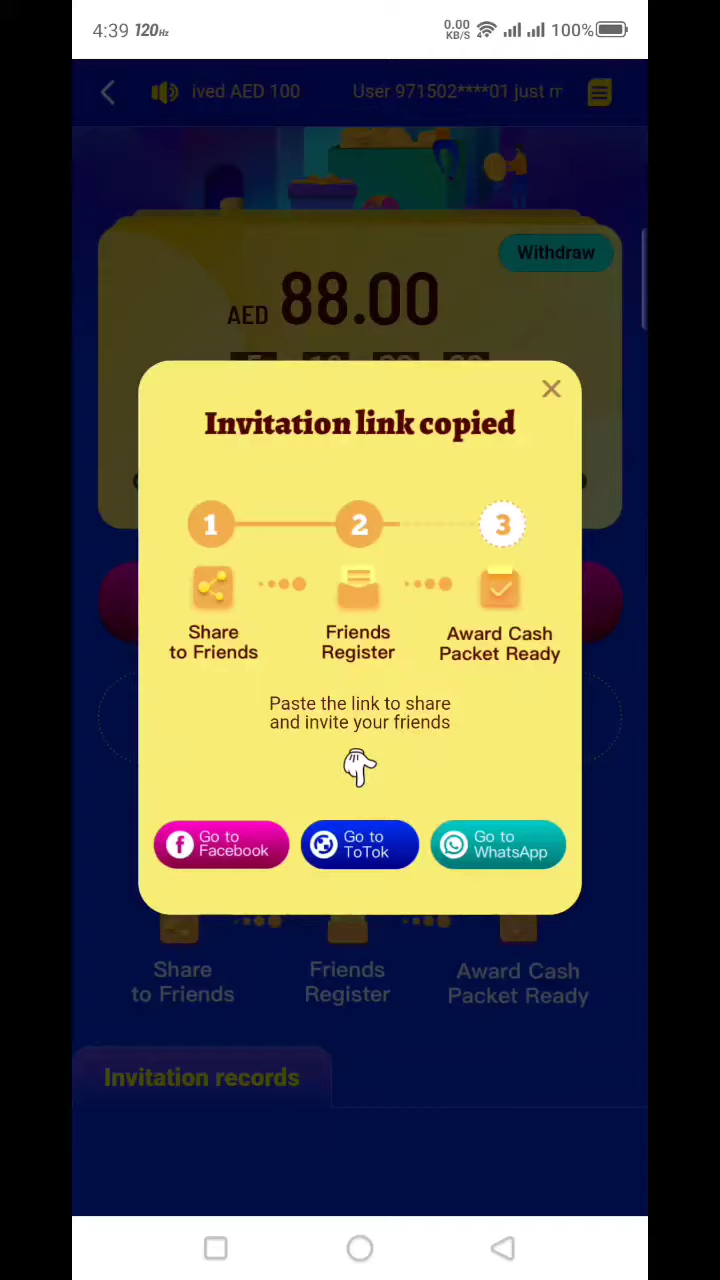 4:39 120Hz 0.00 KB/S 4 100%
ived AED 100 User 971502****01 just m
Withdraw
AED 88.00
Invitation link copied
1 2 3
Share to Friends
Friends Register
Award Cash Packet Ready
Paste the link to share
and invite your friends
Go to Facebook
Go to ToTok
Go to WhatsApp
Share to Friends
Friends Register
Award Cash Packet Ready
Invitation records